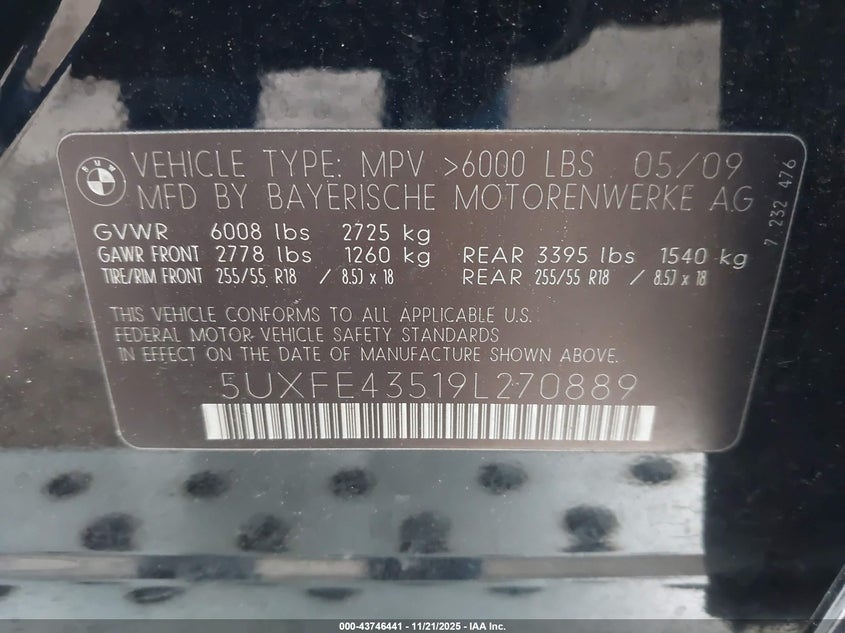 BMW
VEHICLE TYPE: MPV >6000 LBS 05/09
MFD BY BAYERISCHE MOTORENWERKE AG
GVWR 6008 lbs 2725 kg
GAWR FRONT 2778 lbs 1260 kg REAR 3395 lbs 1540 kg
TIRE/RIM FRONT 255/55 R18 / 8.5J x 18 REAR 255/55 R18 / 8.5J x 18
THIS VEHICLE CONFORMS TO ALL APPLICABLE U.S.
FEDERAL MOTOR-VEHICLE SAFETY STANDARDS
IN EFFECT ON THE DATE OF MANUFACTURE SHOWN ABOVE.
5UXFE43519L270889
7 232 476
000-43746441 - 11/21/2025 - IAA Inc.